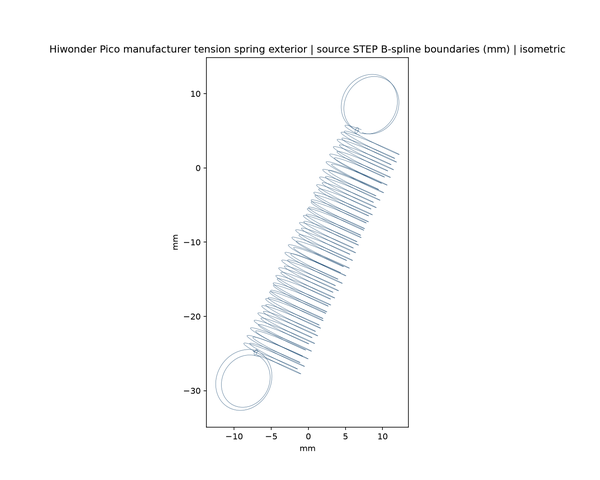 Hiwonder Pico manufacturer tension spring exterior | source STEP B-spline boundaries (mm) | isometric
10
0
−10
−20
−30
mm
−10 −5 0 5 10
mm